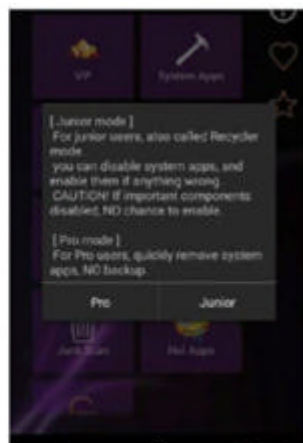 VIP
System Apps
[ Junior mode ]
For junior users, also called Recycler
mode.
you can disable system apps, and
enable them if anything wrong.
CAUTION! If important components
disabled, NO chance to enable.
[ Pro mode ]
For Pro users, quickly remove system
apps, NO backup.
Pro
Junior
Junk Clean
Hot Apps